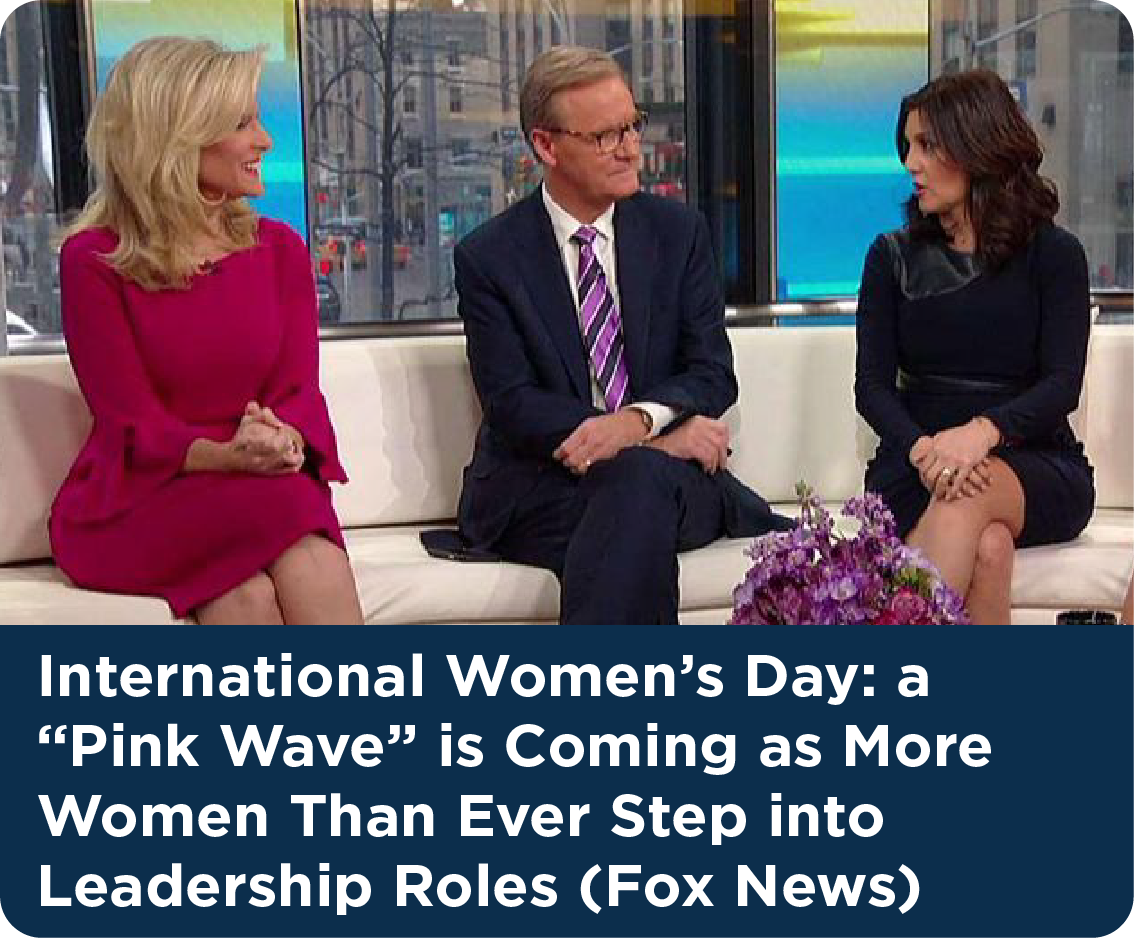 International Women’s Day: a
“Pink Wave” is Coming as More
Women Than Ever Step into
Leadership Roles (Fox News)